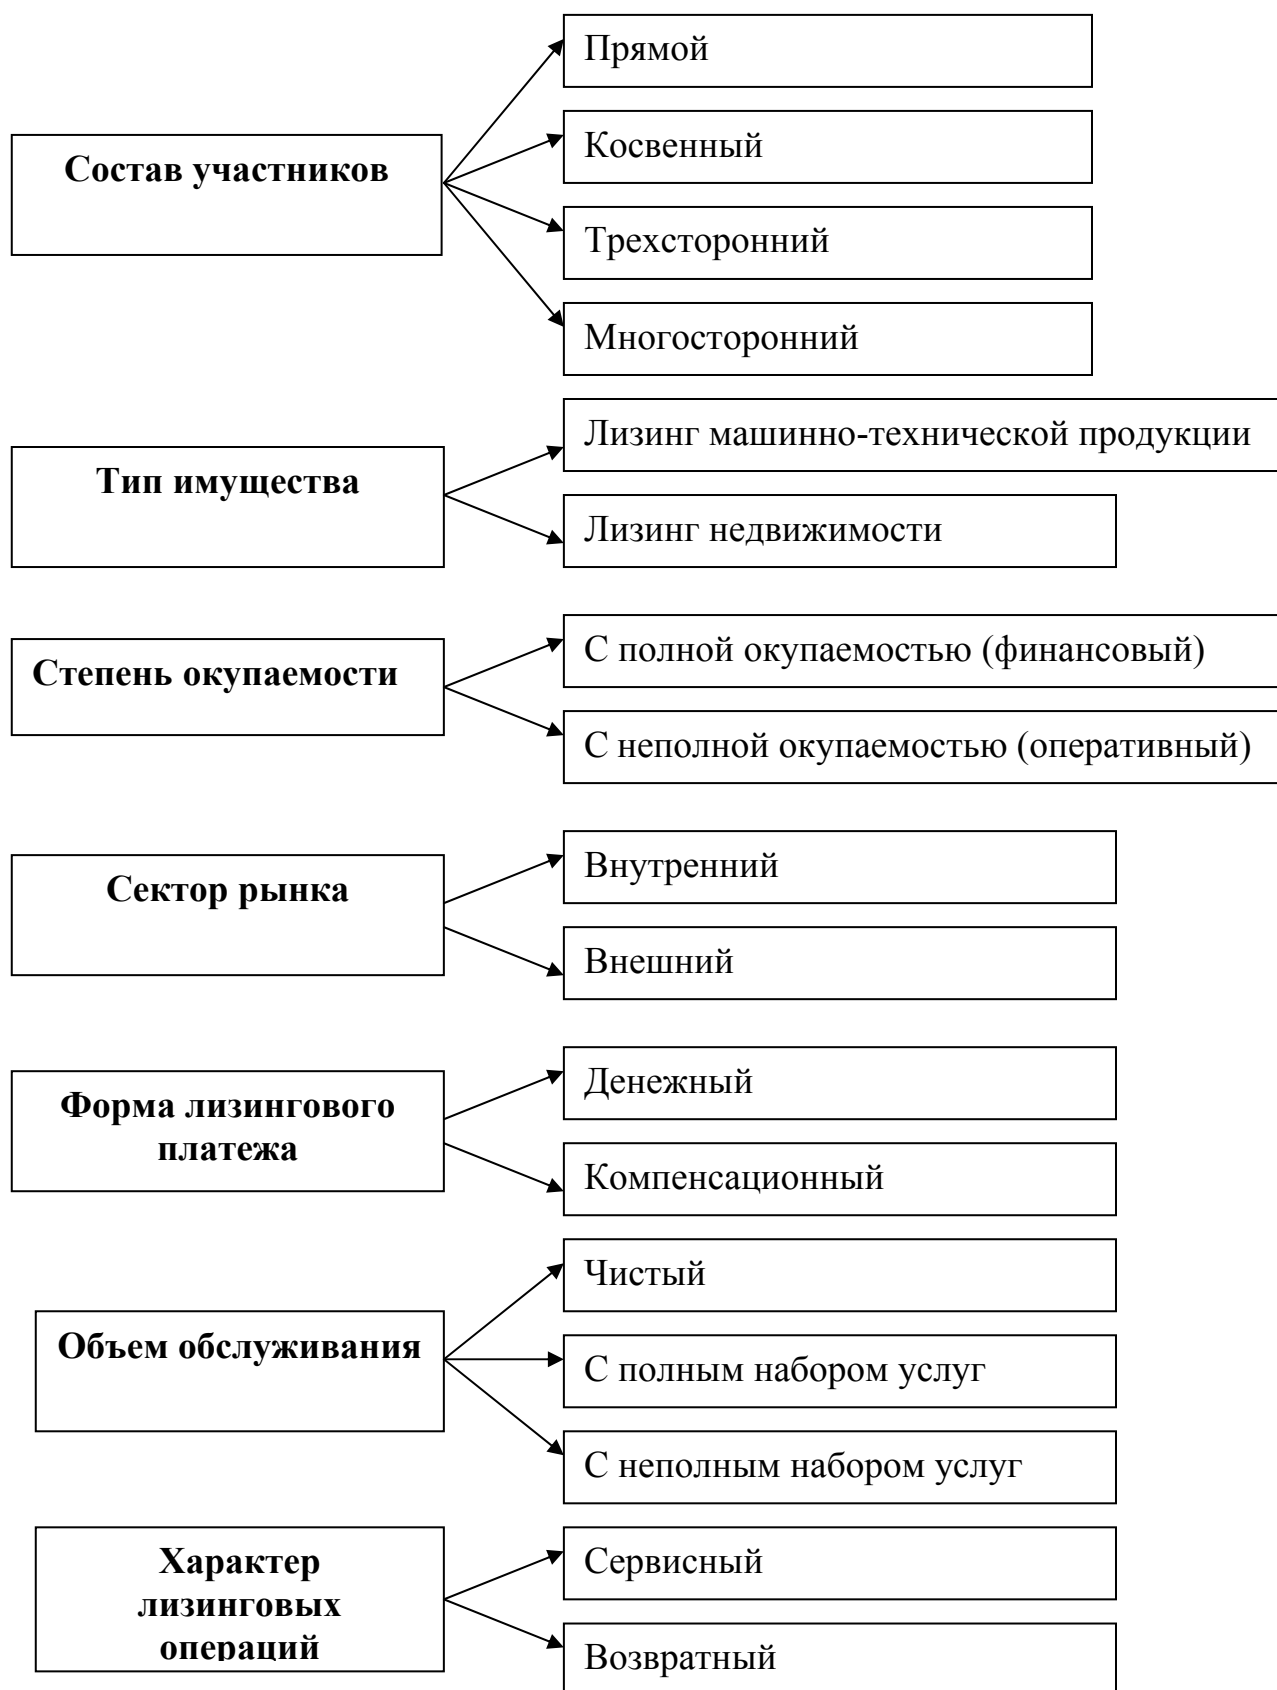 Состав участников
Прямой
Косвенный
Трехсторонний
Многосторонний
Тип имущества
Лизинг машинно-технической продукции
Лизинг недвижимости
Степень окупаемости
С полной окупаемостью (финансовый)
С неполной окупаемостью (оперативный)
Сектор рынка
Внутренний
Внешний
Форма лизингового
платежа
Денежный
Компенсационный
Объем обслуживания
Чистый
С полным набором услуг
С неполным набором услуг
Характер
лизинговых
операций
Сервисный
Возвратный